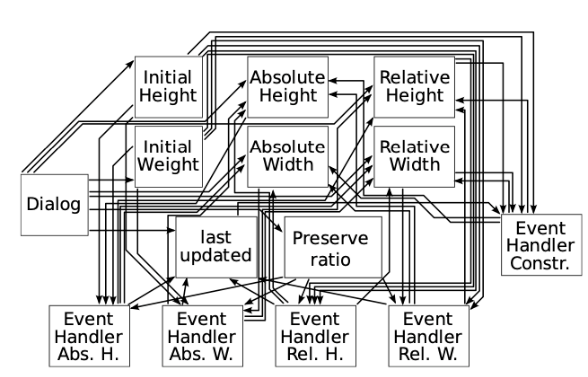 Initial
Height
Absolute
Height
Relative
Height
Initial
Weight
Absolute
Width
Relative
Width
Dialog
last
updated
Preserve
ratio
Event
Handler
Constr.
Event
Handler
Abs. H.
Event
Handler
Abs. W.
Event
Handler
Rel. H.
Event
Handler
Rel. W.